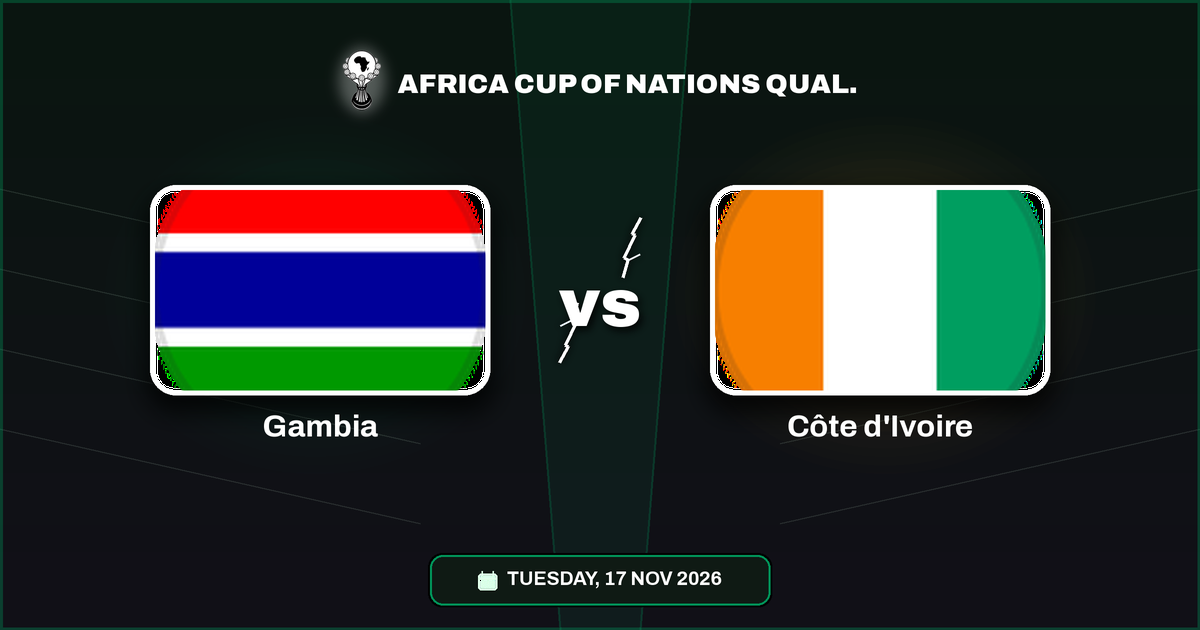 AFRICA CUP OF NATIONS QUAL.
VS
Gambia
Côte d'Ivoire
TUESDAY, 17 NOV 2026